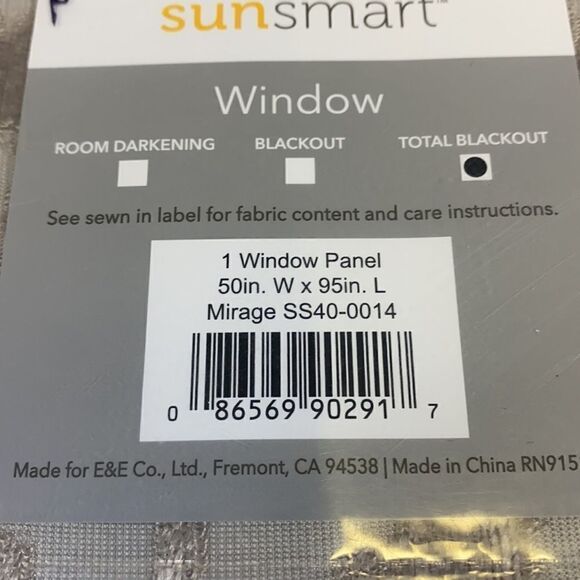 sunsmart™
Window
ROOM DARKENING BLACKOUT TOTAL BLACKOUT
See sewn in label for fabric content and care instructions.
1 Window Panel
50in. W x 95in. L
Mirage SS40-0014
0 86569 90291 7
Made for E&E Co., Ltd., Fremont, CA 94538 | Made in China RN915